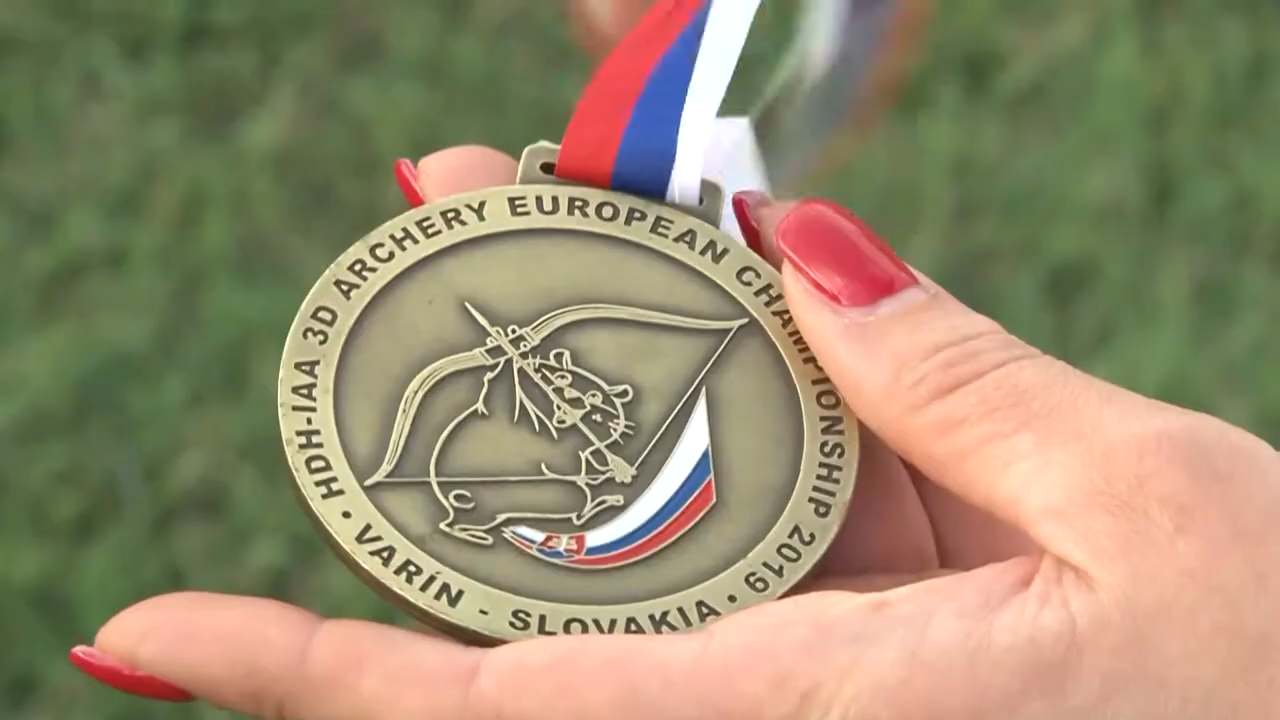 HDH-IAA 3D ARCHERY EUROPEAN CHAMPIONSHIP 2019
• VARÍN - SLOVAKIA •